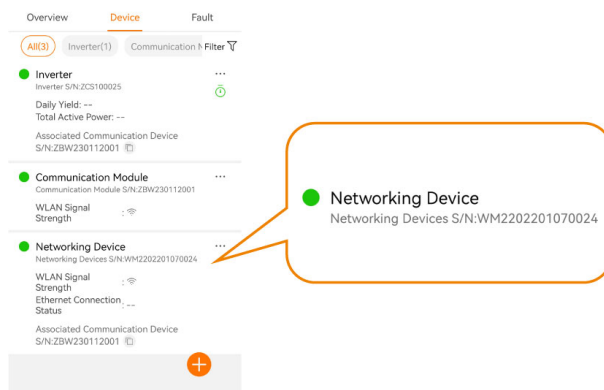 Overview Device Fault
All(3) Inverter(1) Communication M Filter
Inverter
Inverter S/N:ZCS100025
Daily Yield: --
Total Active Power: --
Associated Communication Device
S/N:ZBW230112001
Communication Module
Communication Module S/N:ZBW230112001
WLAN Signal
Strength :
Networking Device
Networking Devices S/N:WM2202201070024
WLAN Signal
Strength :
Ethernet Connection
Status : --
Associated Communication Device
S/N:ZBW230112001
Networking Device
Networking Devices S/N:WM2202201070024